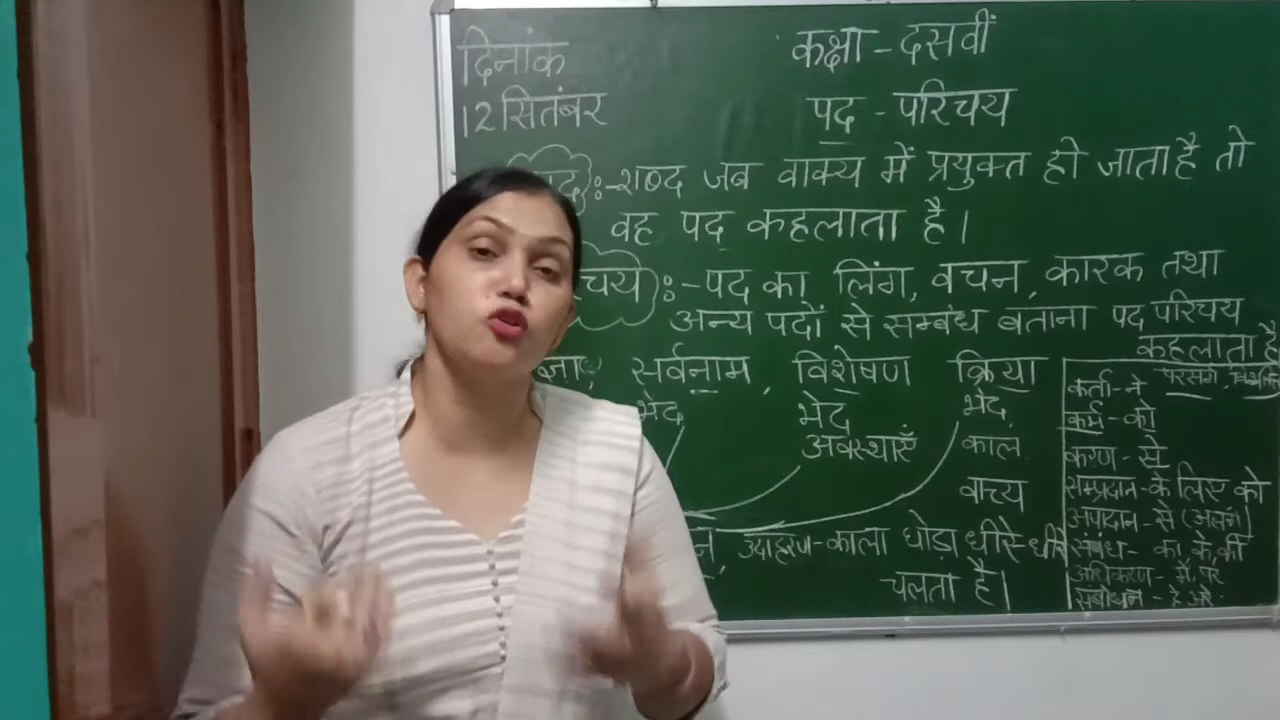 दिनांक
12 सितंबर
कक्षा - दसवीं
पद - परिचय
पद :- शब्द जब वाक्य में प्रयुक्त हो जाता है तो
वह पद कहलाता है।
चय :- पद का लिंग, वचन, कारक तथा
अन्य पदों से सम्बंध बताना पद परिचय
कहलाता है
ज्ञा, सर्वनाम, विशेषण क्रिया
भेद भेद भेद
अवस्थाएँ काल
वाच्य
न, उदाहरण - काला घोडा धीरे-धीरे
चलता है।
परसर्ग,
कर्ता - ने
कर्म - को
करण - से
सम्प्रदान - के लिए को
अपादान - से (अलग)
संबंध - का, के, की
अधिकरण - में, पर
संबोधन - हे अरे